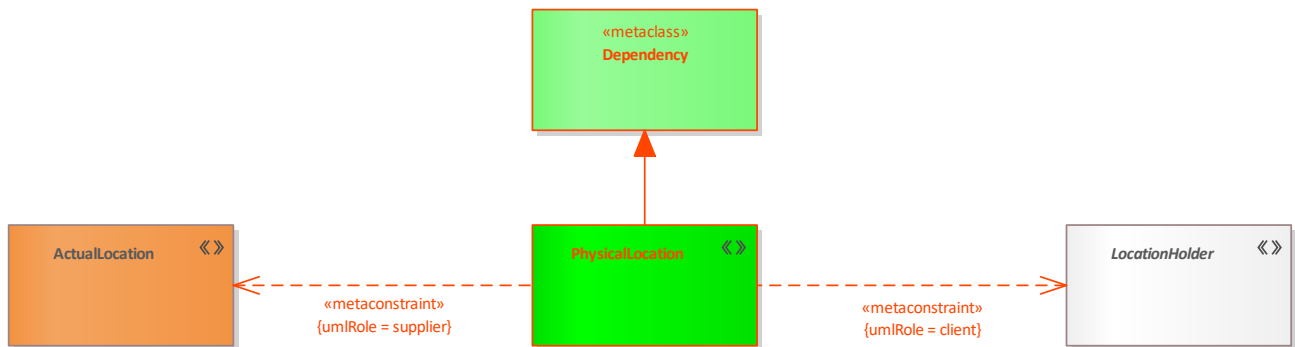 «metaclass»
Dependency
ActualLocation «»
PhysicalLocation «»
LocationHolder «»
«metaconstraint»
{umlRole = supplier}
«metaconstraint»
{umlRole = client}